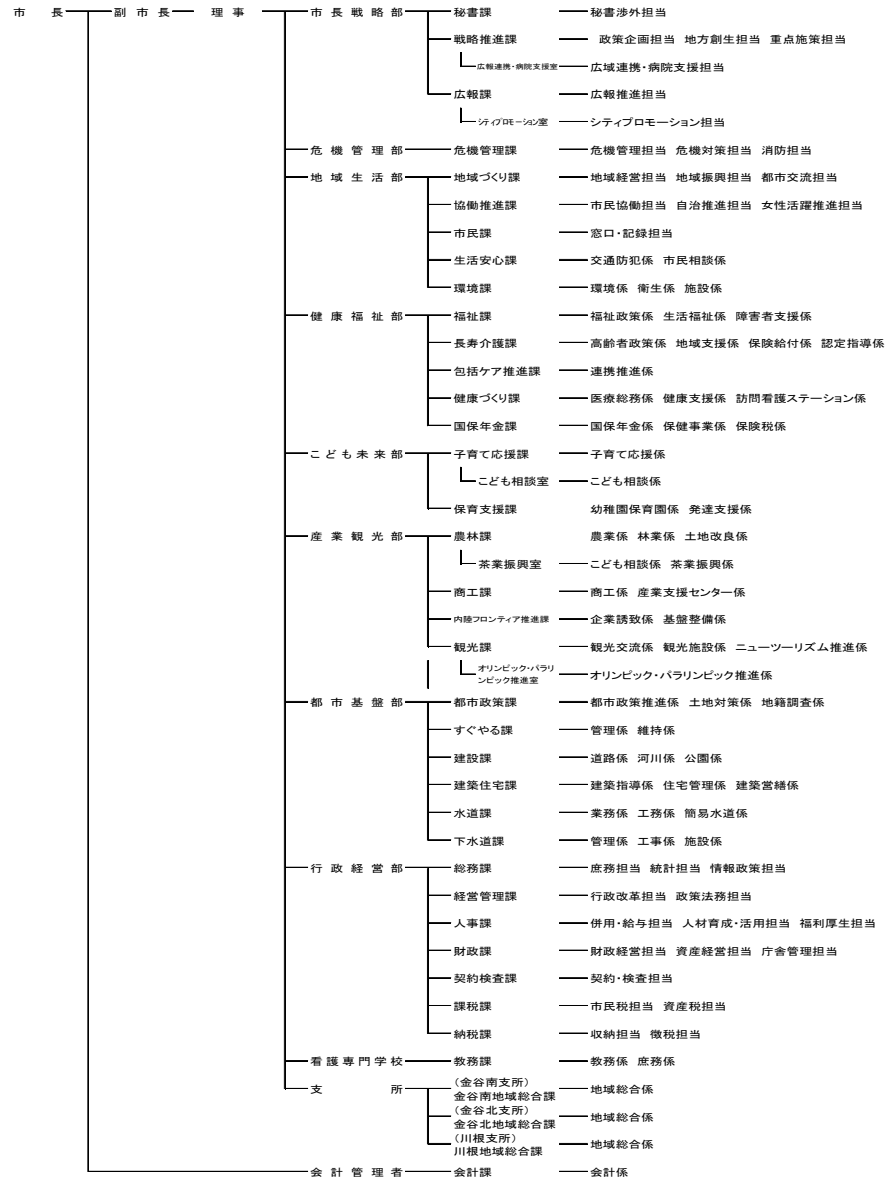 市長 副市長 理事 市長戦略部 秘書課 秘書渉外担当
戦略推進課 政策企画担当 地方創生担当 重点施策担当
広報連携・病院支援室 広域連携・病院支援担当
広報課 広報推進担当
シティプロモーション室 シティプロモーション担当
危機管理部 危機管理課 危機管理担当 危機対策担当 消防担当
地域生活部 地域づくり課 地域経営担当 地域振興担当 都市交流担当
協働推進課 市民協働担当 自治推進担当 女性活躍推進担当
市民課 窓口・記録担当
生活安心課 交通防犯係 市民相談係
環境課 環境係 衛生係 施設係
健康福祉部 福祉課 福祉政策係 生活福祉係 障害者支援係
長寿介護課 高齢者政策係 地域支援係 保険給付係 認定指導係
包括ケア推進課 連携推進係
健康づくり課 医療総務係 健康支援係 訪問看護ステーション係
国保年金課 国保年金係 保健事業係 保険税係
こども未来部 子育て応援課 子育て応援係
こども相談室 こども相談係
保育支援課 幼稚園保育園係 発達支援係
産業観光部 農林課 農業係 林業係 土地改良係
茶業振興室 こども相談係 茶業振興係
商工課 商工係 産業支援センター係
内陸フロンティア推進課 企業誘致係 基盤整備係
観光課 観光交流係 観光施設係 ニューツーリズム推進係
オリンピック・パラリ
ンピック推進室 オリンピック・パラリンピック推進係
都市基盤部 都市政策課 都市政策推進係 土地対策係 地籍調査係
すぐやる課 管理係 維持係
建設課 道路係 河川係 公園係
建築住宅課 建築指導係 住宅管理係 建築営繕係
水道課 業務係 工務係 簡易水道係
下水道課 管理係 工事係 施設係
行政経営部 総務課 庶務担当 統計担当 情報政策担当
経営管理課 行政改革担当 政策法務担当
人事課 併用・給与担当 人材育成・活用担当 福利厚生担当
財政課 財政経営担当 資産経営担当 庁舎管理担当
契約検査課 契約・検査担当
課税課 市民税担当 資産税担当
納税課 収納担当 徴税担当
看護専門学校 教務課 教務係 庶務係
支所 (金谷南支所)
金谷南地域総合課 地域総合係
(金谷北支所)
金谷北地域総合課 地域総合係
(川根支所)
川根地域総合課 地域総合係
会計管理者 会計課 会計係